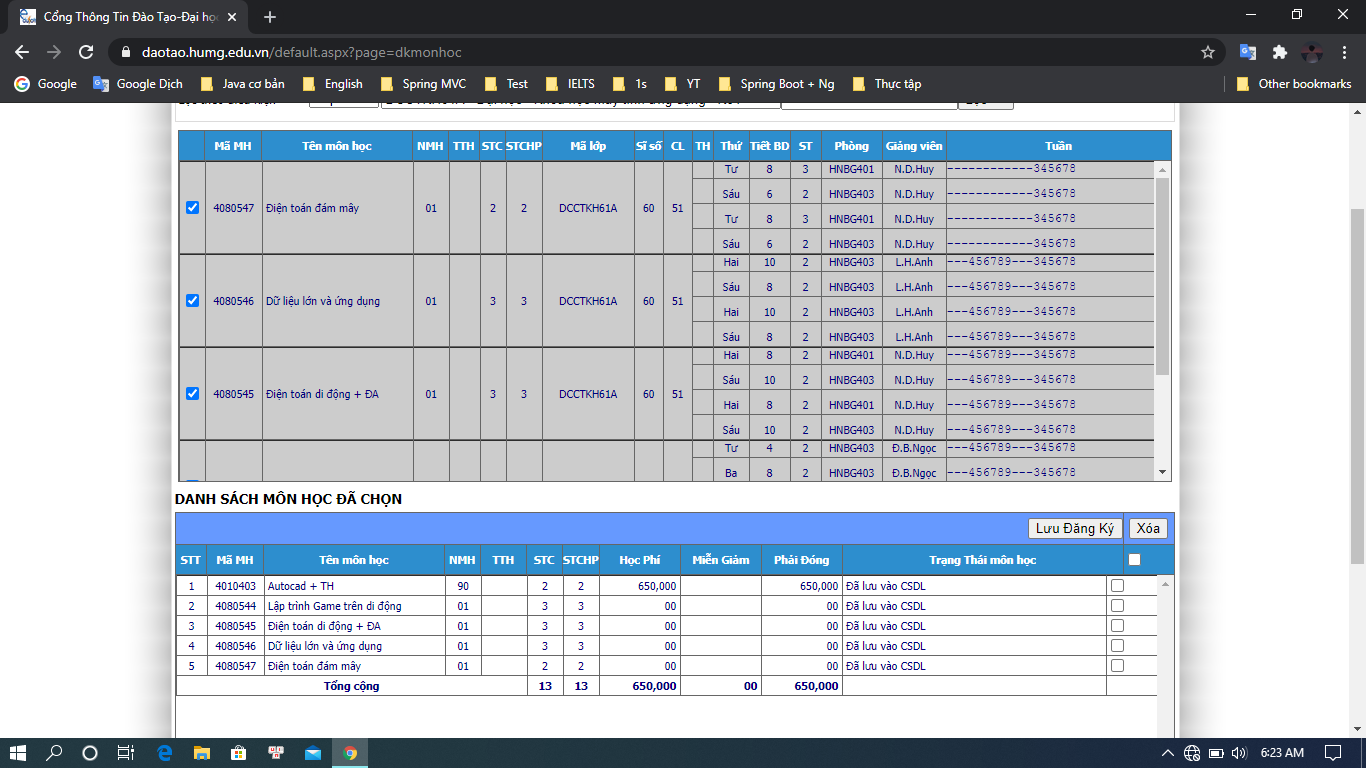 Cổng Thông Tin Đào Tạo-Đại họ
daotao.humg.edu.vn/default.aspx?page=dkmonhoc
Google Google Dịch Java cơ bản English Spring MVC Test IELTS 1s YT Spring Boot + Ng Thực tập Other bookmarks
Mã MH Tên môn học NMH TTH STC STCHP Mã lớp Sĩ số CL TH Thứ Tiết BD ST Phòng Giảng viên Tuần
Tư 8 3 HNBG401 N.D.Huy ------------345678
Sáu 6 2 HNBG403 N.D.Huy ------------345678
4080547 Điện toán đám mây 01 2 2 DCCTKH61A 60 51
Tư 8 3 HNBG401 N.D.Huy ------------345678
Sáu 6 2 HNBG403 N.D.Huy ------------345678
Hai 10 2 HNBG403 L.H.Anh ---456789---345678
Sáu 8 2 HNBG403 L.H.Anh ---456789---345678
4080546 Dữ liệu lớn và ứng dụng 01 3 3 DCCTKH61A 60 51
Hai 10 2 HNBG403 L.H.Anh ---456789---345678
Sáu 8 2 HNBG403 L.H.Anh ---456789---345678
Hai 8 2 HNBG401 N.D.Huy ---456789---345678
Sáu 10 2 HNBG403 N.D.Huy ---456789---345678
4080545 Điện toán di động + ĐA 01 3 3 DCCTKH61A 60 51
Hai 8 2 HNBG401 N.D.Huy ---456789---345678
Sáu 10 2 HNBG403 N.D.Huy ---456789---345678
Tư 4 2 HNBG403 Đ.B.Ngọc ---456789---345678
Ba 8 2 HNBG403 Đ.B.Ngọc ---456789---345678
DANH SÁCH MÔN HỌC ĐÃ CHỌN
Lưu Đăng Ký Xóa
STT Mã MH Tên môn học NMH TTH STC STCHP Học Phí Miễn Giảm Phải Đóng Trạng Thái môn học
1 4010403 Autocad + TH 90 2 2 650,000 650,000 Đã lưu vào CSDL
2 4080544 Lập trình Game trên di động 01 3 3 00 00 Đã lưu vào CSDL
3 4080545 Điện toán di động + ĐA 01 3 3 00 00 Đã lưu vào CSDL
4 4080546 Dữ liệu lớn và ứng dụng 01 3 3 00 00 Đã lưu vào CSDL
5 4080547 Điện toán đám mây 01 2 2 00 00 Đã lưu vào CSDL
Tổng cộng 13 13 650,000 00 650,000
6:23 AM